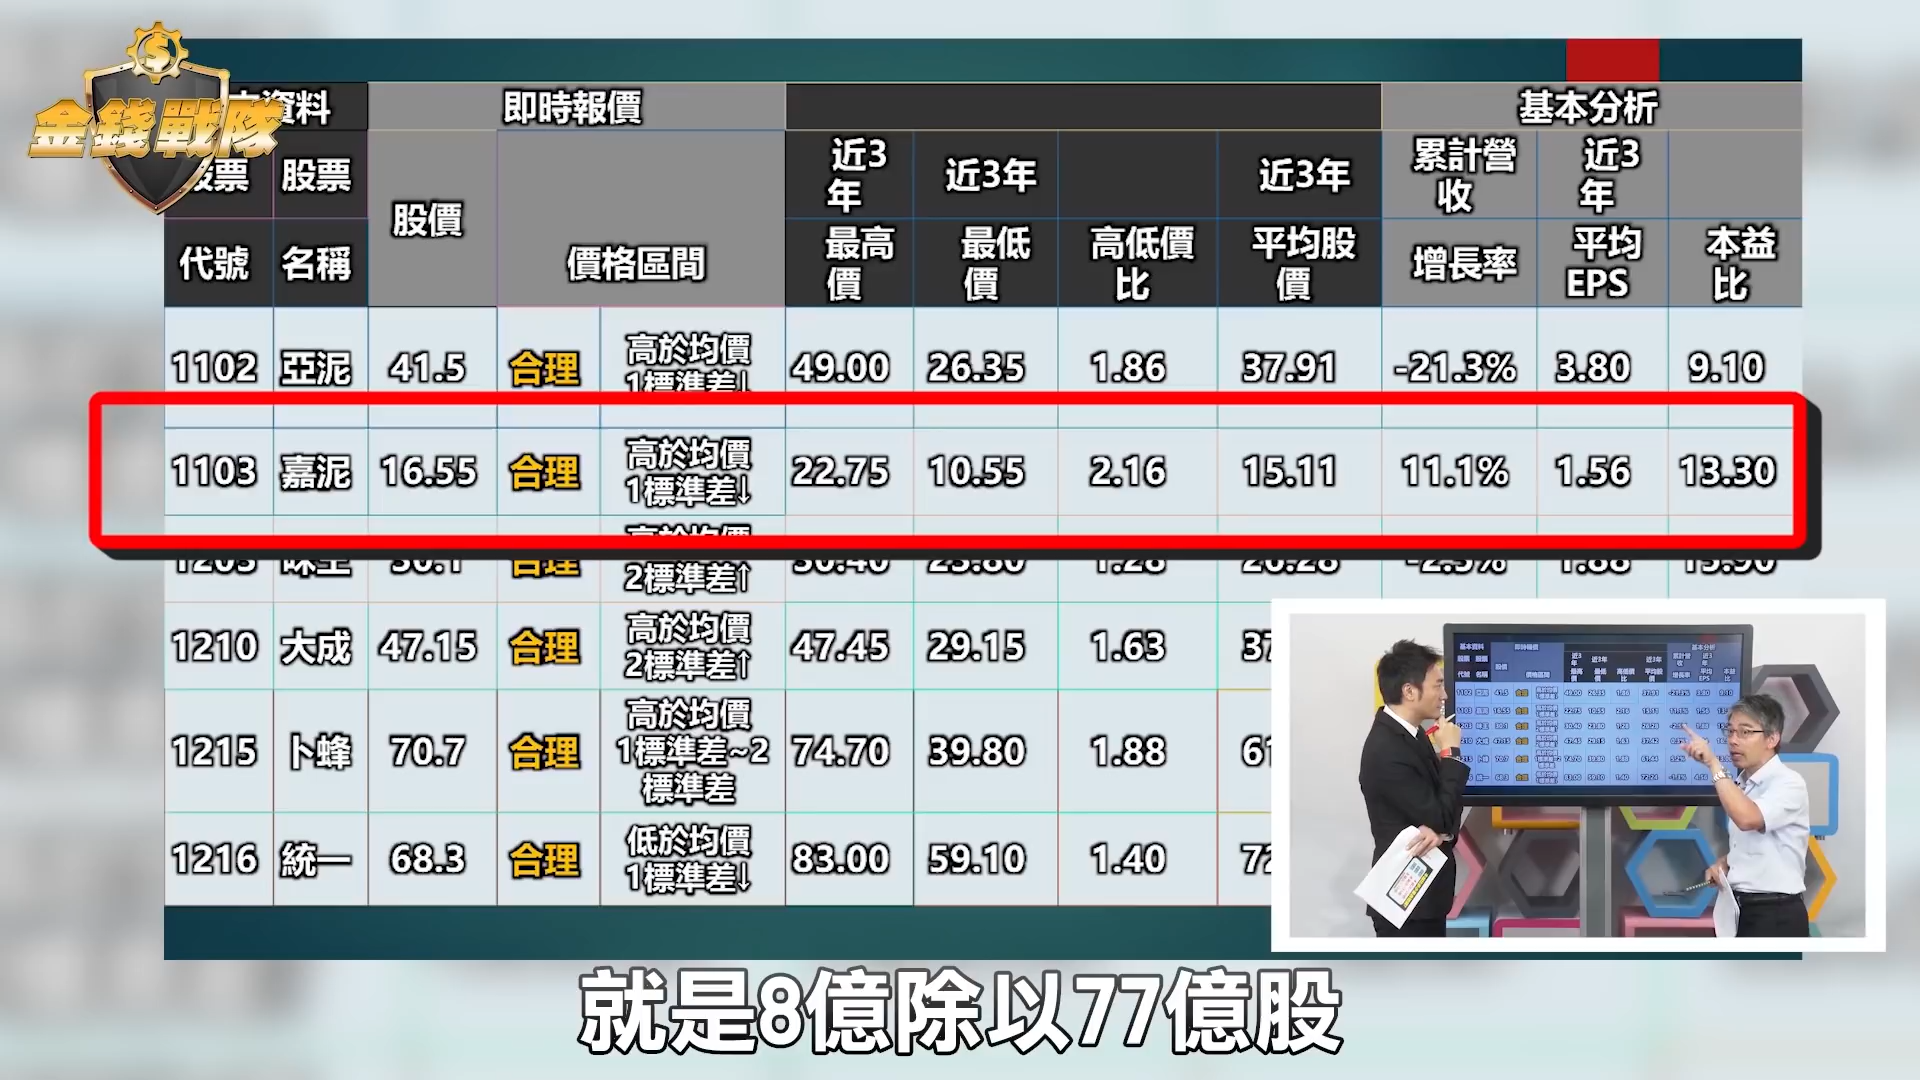 金錢戰隊
資料 即時報價 基本分析
股票 股票 股價 價格區間 近3年 近3年 近3年 累計營收 近3年
代號 名稱 最高價 最低價 高低價比 平均股價 增長率 平均EPS 本益比
1102 亞泥 41.5 合理 高於均價1標準差↓ 49.00 26.35 1.86 37.91 -21.3% 3.80 9.10
1103 嘉泥 16.55 合理 高於均價1標準差↓ 22.75 10.55 2.16 15.11 11.1% 1.56 13.30
2標準差↑
1210 大成 47.15 合理 高於均價2標準差↑ 47.45 29.15 1.63
1215 卜蜂 70.7 合理 高於均價1標準差~2標準差 74.70 39.80 1.88
1216 統一 68.3 合理 低於均價1標準差↓ 83.00 59.10 1.40
就是8億除以77億股